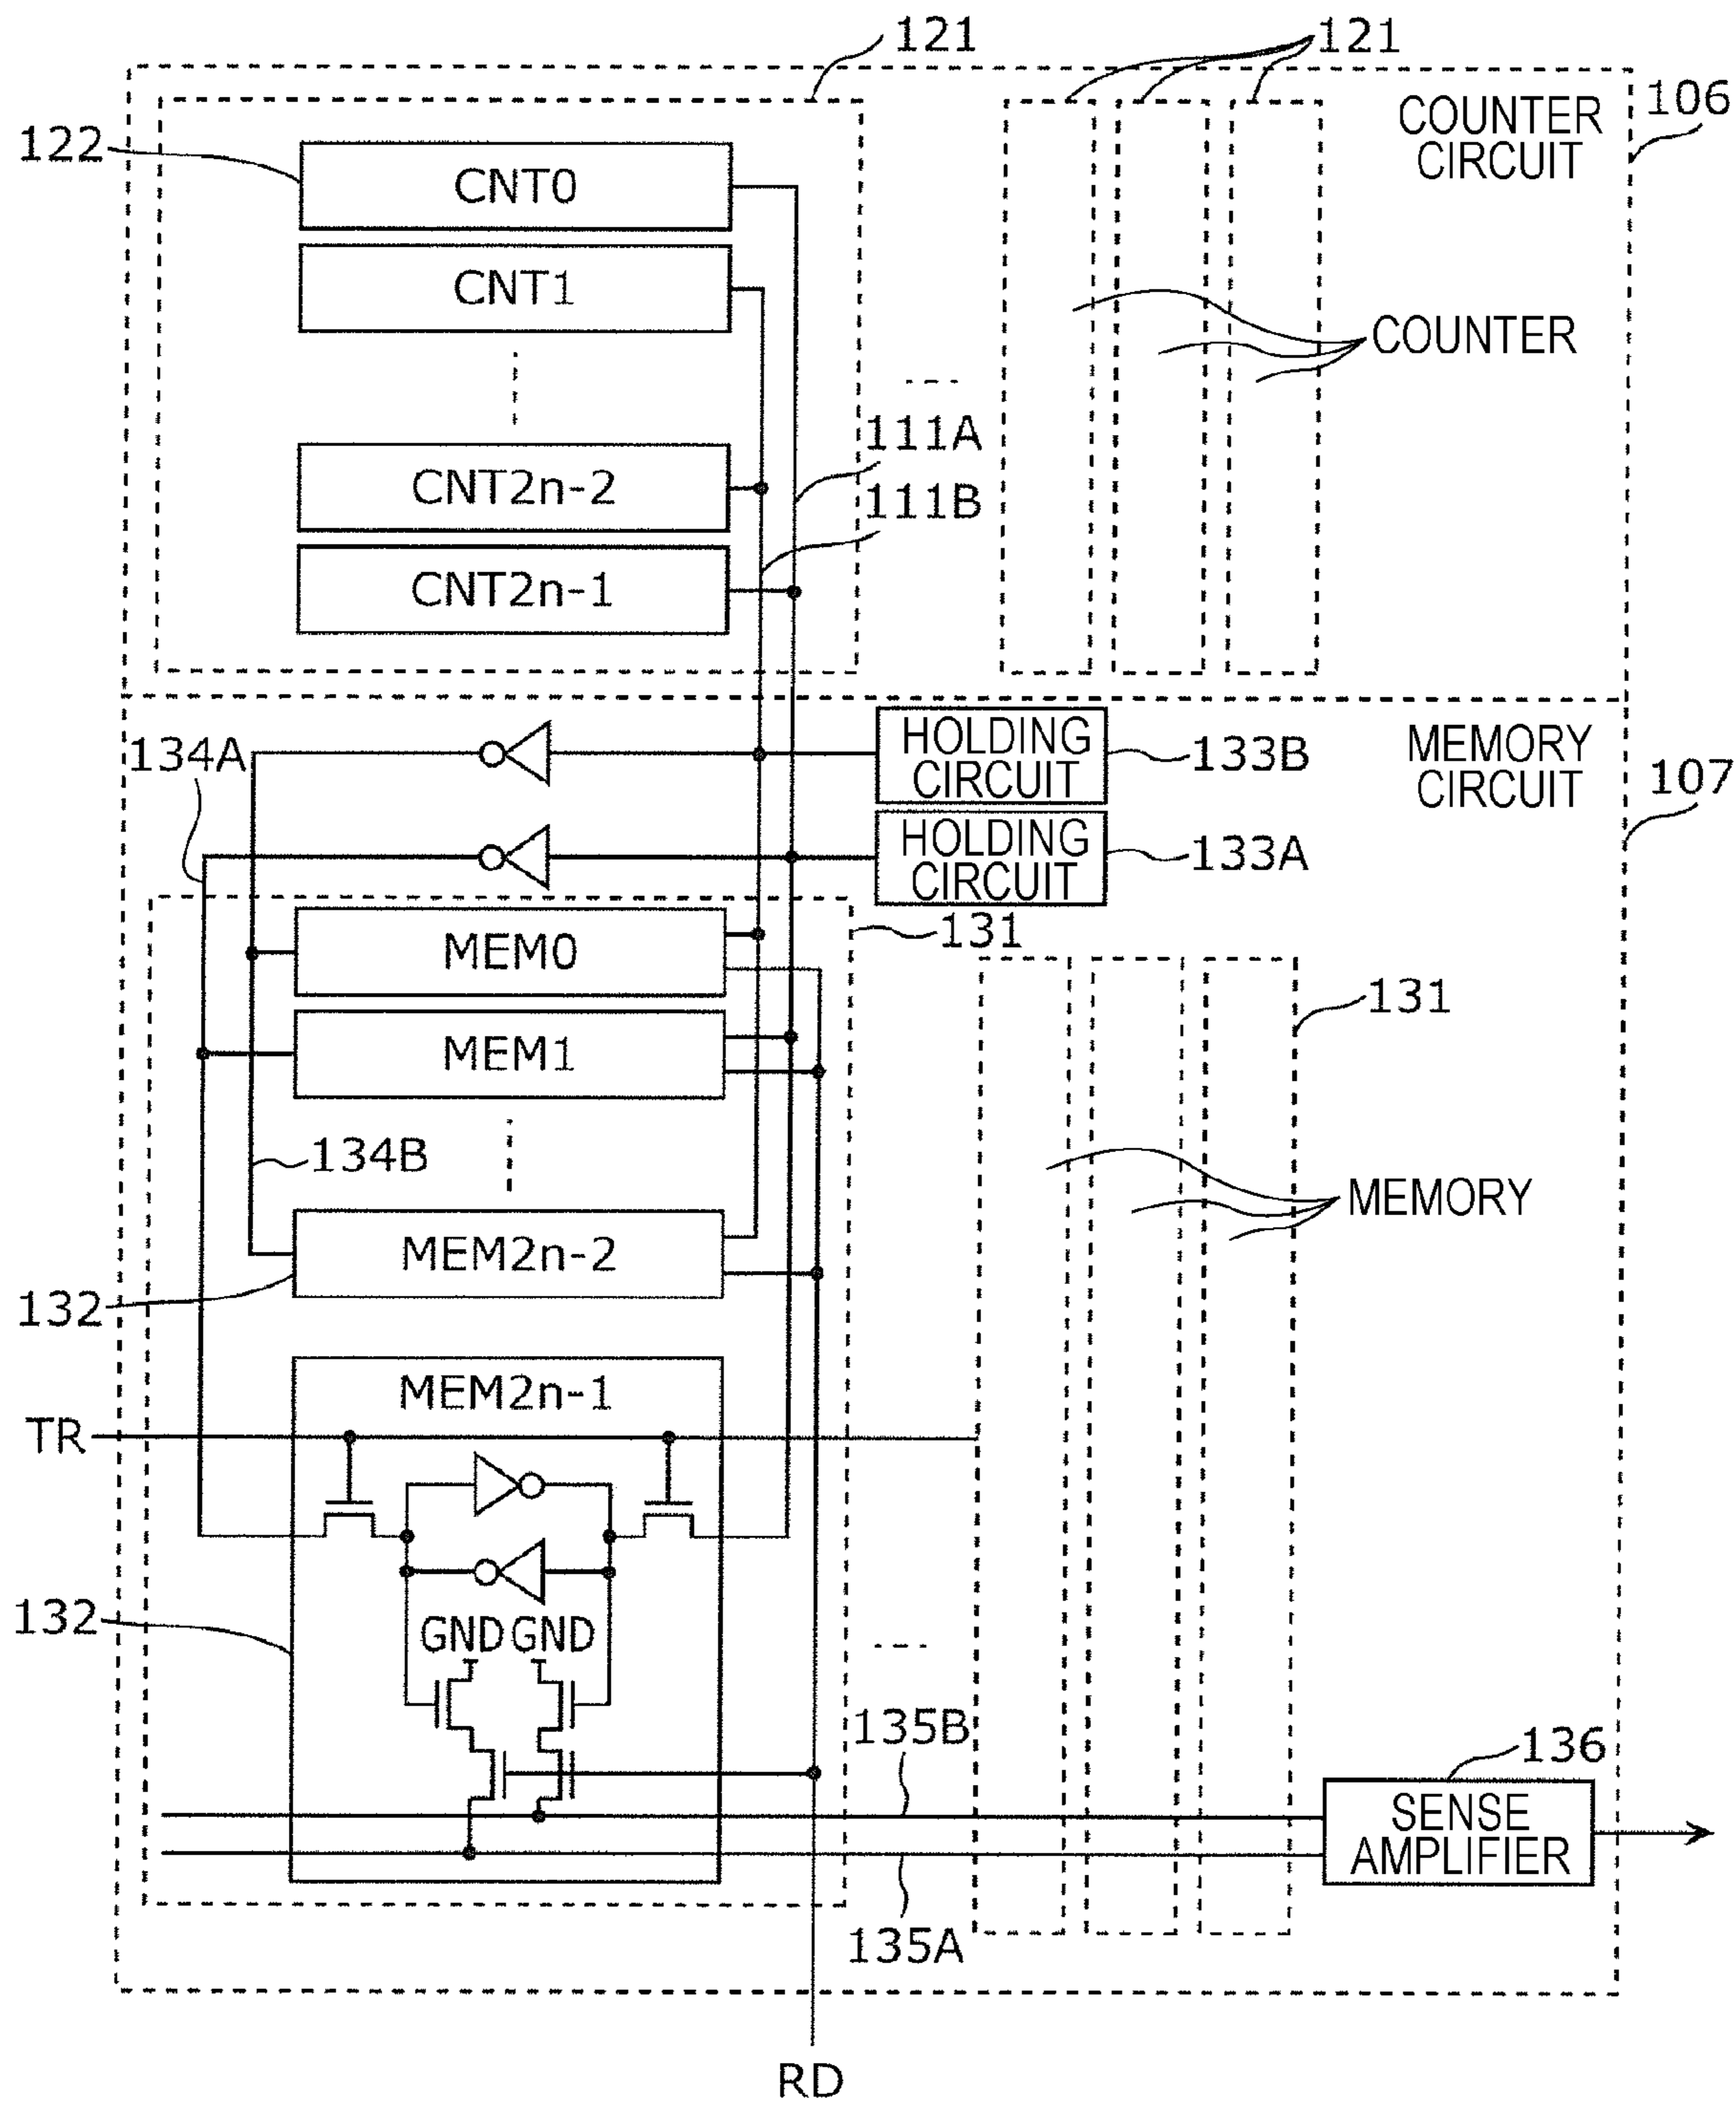 121
121
106
COUNTER
CIRCUIT
122
CNT0
CNT1
COUNTER
111A
CNT2n-2
111B
CNT2n-1
134A
HOLDING
CIRCUIT
133B
MEMORY
CIRCUIT
107
HOLDING
CIRCUIT
133A
MEM0
131
131
MEM1
134B
MEMORY
MEM2n-2
132
MEM2n-1
TR
132
GND GND
135B
136
SENSE
AMPLIFIER
135A
RD